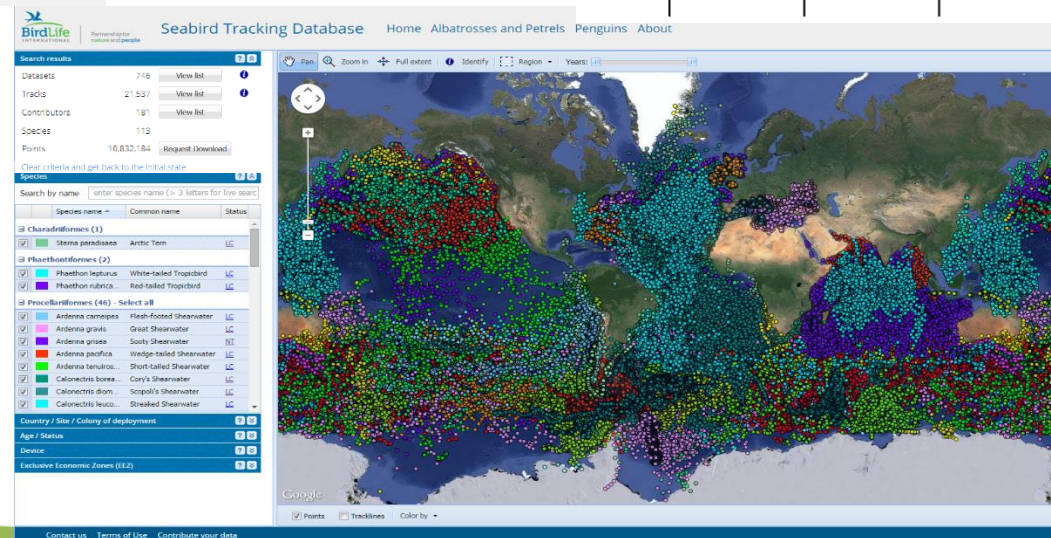 BirdLife
INTERNATIONAL
Partnership for
nature and people
Seabird Tracking Database
Home Albatrosses and Petrels Penguins About
Search results
Datasets 746 View list
Tracks 21,537 View list
Contributors 181 View list
Species 113
Points 10,832,184 Request Download
Clear criteria and get back to the initial state
Species
Search by name enter species name (> 3 letters for live searc
Species name Common name Status
Charadriiformes (1)
Sterna paradisaea Arctic Tern LC
Phaethontiformes (2)
Phaethon lepturus White-tailed Tropicbird LC
Phaethon rubrica... Red-tailed Tropicbird LC
Procellariiformes (46) - Select all
Ardenna carneipes Flesh-footed Shearwater LC
Ardenna gravis Great Shearwater LC
Ardenna grisea Sooty Shearwater NT
Ardenna pacifica Wedge-tailed Shearwater LC
Ardenna tenuiros... Short-tailed Shearwater LC
Calonectris borea... Cory's Shearwater LC
Calonectris diom... Scopoli's Shearwater LC
Calonectris leuco... Streaked Shearwater LC
Country / Site / Colony of deployment
Age / Status
Device
Exclusive Economic Zones (EEZ)
Pan Zoom in Full extent Identify Region Years:
Google
Points Tracklines Color by
Contact us Terms of Use Contribute your data